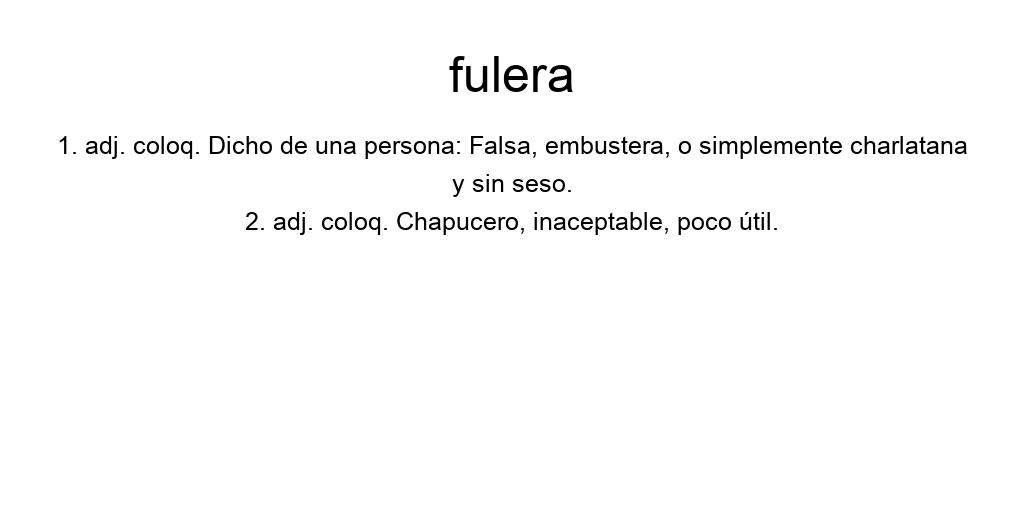 fulera
1. adj. coloq. Dicho de una persona: Falsa, embustera, o simplemente charlatana
y sin seso.
2. adj. coloq. Chapucero, inaceptable, poco útil.